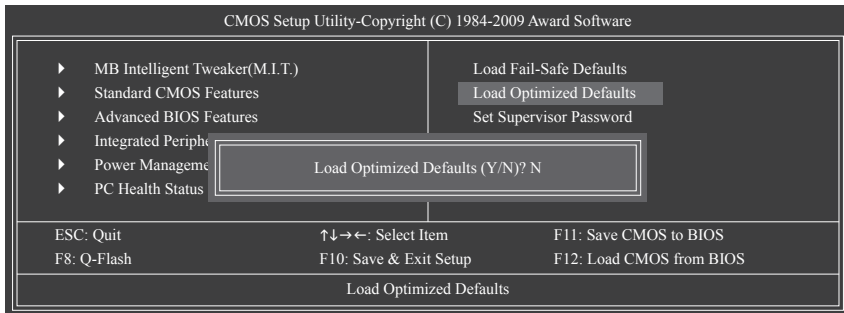 CMOS Setup Utility-Copyright (C) 1984-2009 Award Software
MB Intelligent Tweaker(M.I.T.)
Standard CMOS Features
Advanced BIOS Features
Integrated Periphe
Power Manageme
PC Health Status
Load Fail-Safe Defaults
Load Optimized Defaults
Set Supervisor Password
Load Optimized Defaults (Y/N)? N
ESC: Quit ↑↓→←: Select Item F11: Save CMOS to BIOS
F8: Q-Flash F10: Save & Exit Setup F12: Load CMOS from BIOS
Load Optimized Defaults